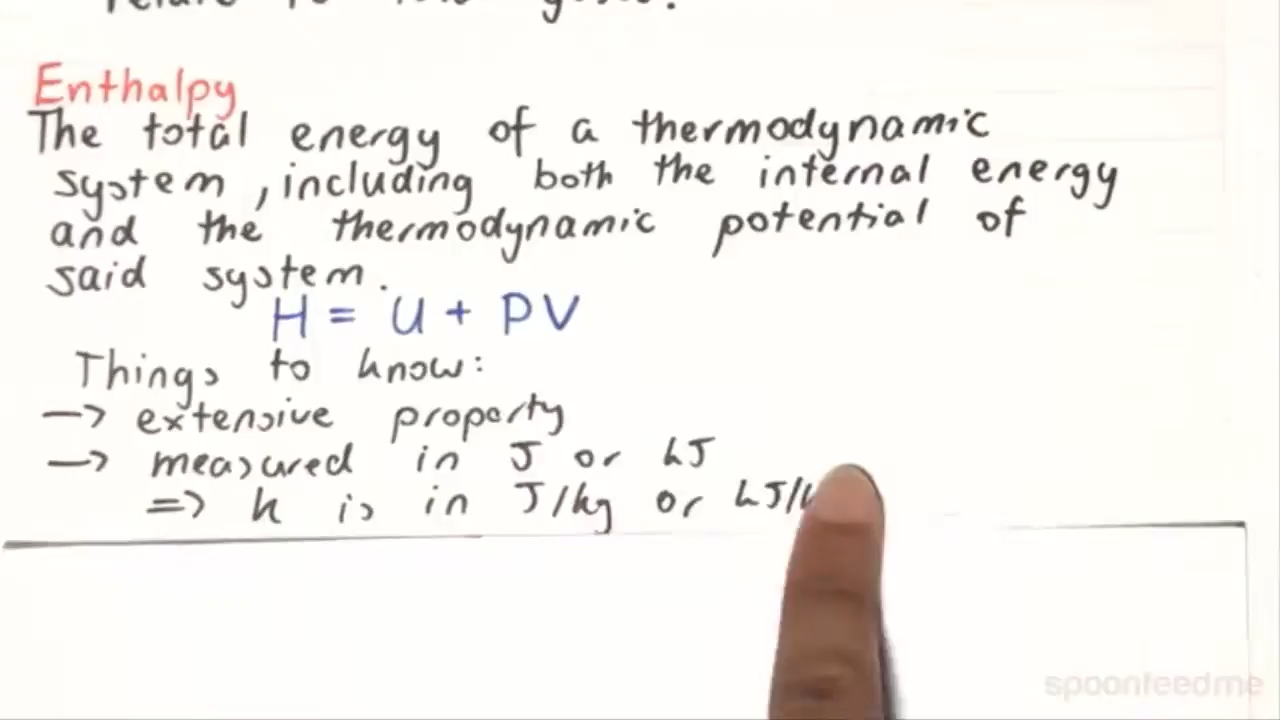 Enthalpy
The total energy of a thermodynamic
system, including both the internal energy
and the thermodynamic potential of
said system.
H = U + PV
Things to know:
→ extensive property
→ measured in J or kJ
⇒ h is in J/kg or
spoonfeedme